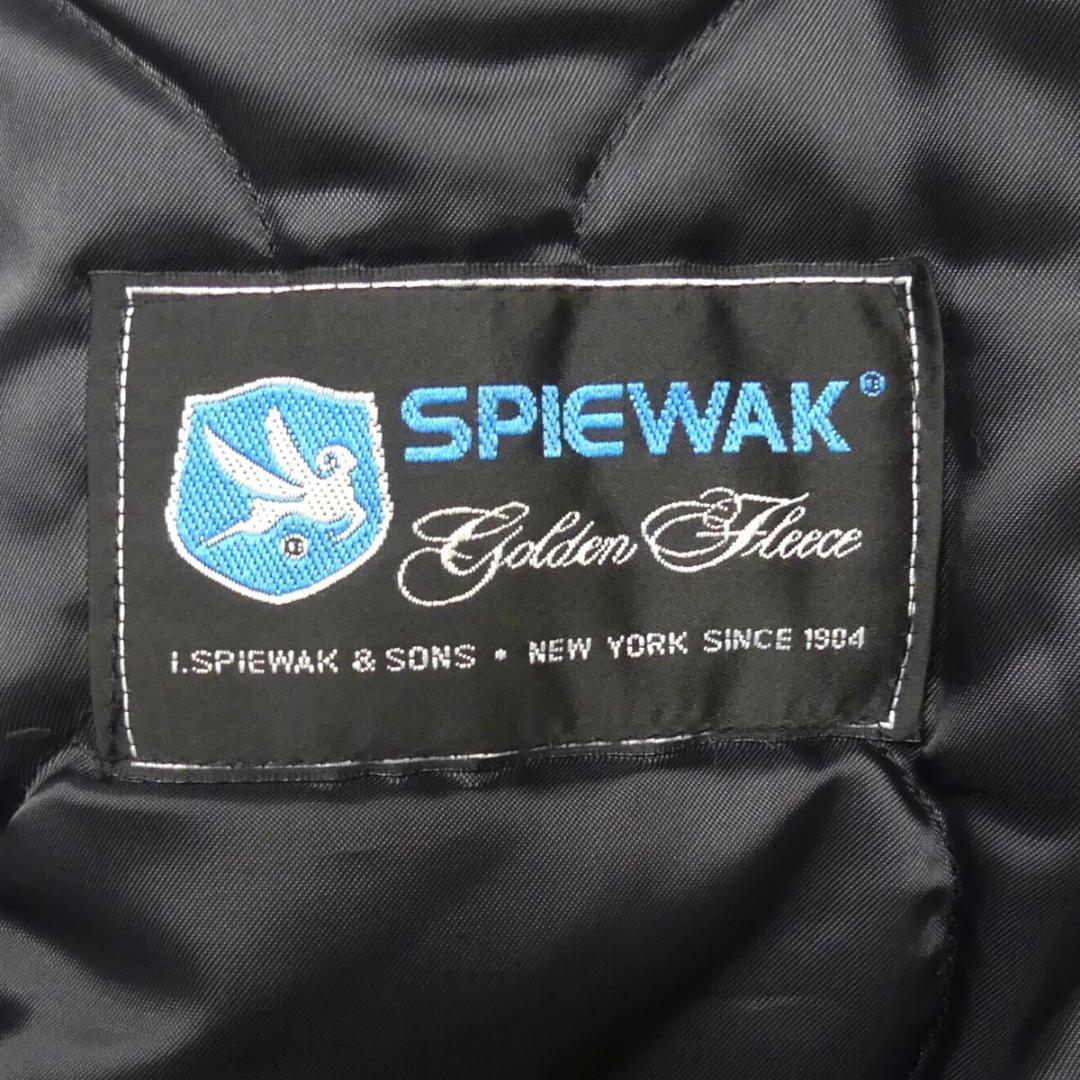 SPIEWAK®
Golden Fleece
I.SPIEWAK & SONS • NEW YORK SINCE 1904